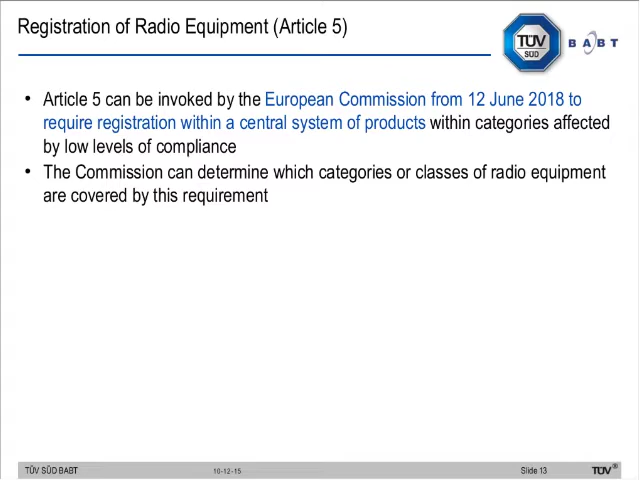 Registration of Radio Equipment (Article 5)
TÜV
SÜD
BABT
• Article 5 can be invoked by the European Commission from 12 June 2018 to
require registration within a central system of products within categories affected
by low levels of compliance
• The Commission can determine which categories or classes of radio equipment
are covered by this requirement
TÜV SÜD BABT
10-12-15
Slide 13
TÜV®